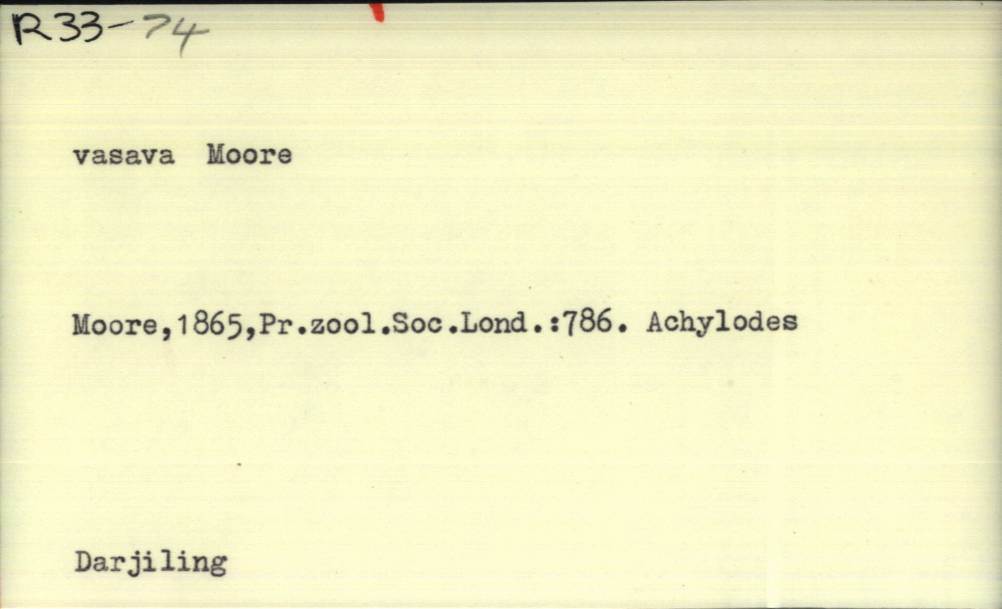 R33-74
vasava Moore
Moore,1865,Pr.zool.Soc.Lond.:786. Achylodes
Darjiling